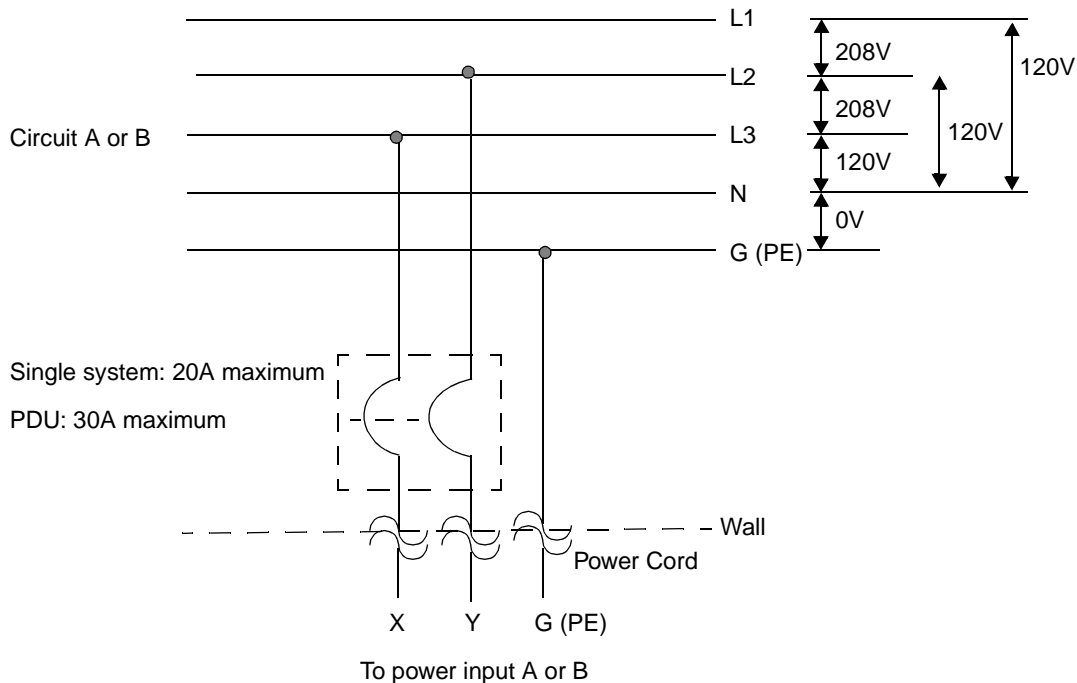 L1
208V
120V
L2
208V
Circuit A or B
L3
120V
120V
N
0V
G (PE)
Single system: 20A maximum
PDU: 30A maximum
Wall
Power Cord
X Y G (PE)
To power input A or B